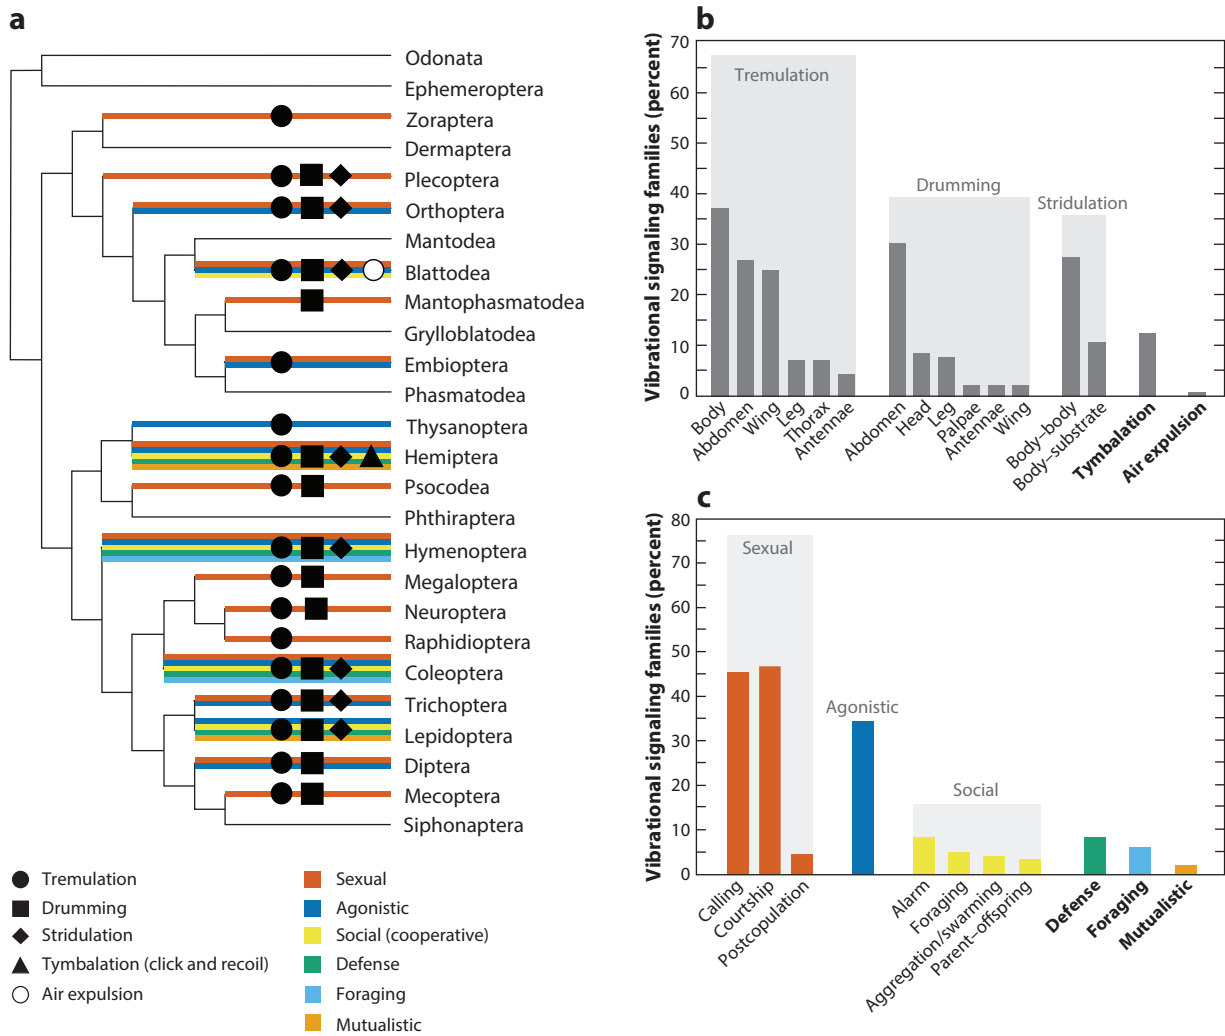 a
Odonata
Ephemeroptera
Zoraptera
Dermaptera
Plecoptera
Orthoptera
Mantodea
Blattodea
Mantophasmatodea
Grylloblatodea
Embioptera
Phasmatodea
Thysanoptera
Hemiptera
Psocodea
Phthiraptera
Hymenoptera
Megaloptera
Neuroptera
Raphidioptera
Coleoptera
Trichoptera
Lepidoptera
Diptera
Mecoptera
Siphonaptera
Tremulation
Drumming
Stridulation
Tymbalation (click and recoil)
Air expulsion
Sexual
Agonistic
Social (cooperative)
Defense
Foraging
Mutualistic
b
Vibrational signaling families (percent)
70
60
50
40
30
20
10
0
Tremulation
Drumming
Stridulation
Body
Abdomen
Wing
Leg
Thorax
Antennae
Abdomen
Head
Leg
Palpae
Antennae
Wing
Body–body
Body–substrate
Tymbalation
Air expulsion
c
Vibrational signaling families (percent)
80
70
60
50
40
30
20
10
0
Sexual
Agonistic
Social
Calling
Courtship
Postcopulation
Alarm
Foraging
Aggregation/swarming
Parent–offspring
Defense
Foraging
Mutualistic